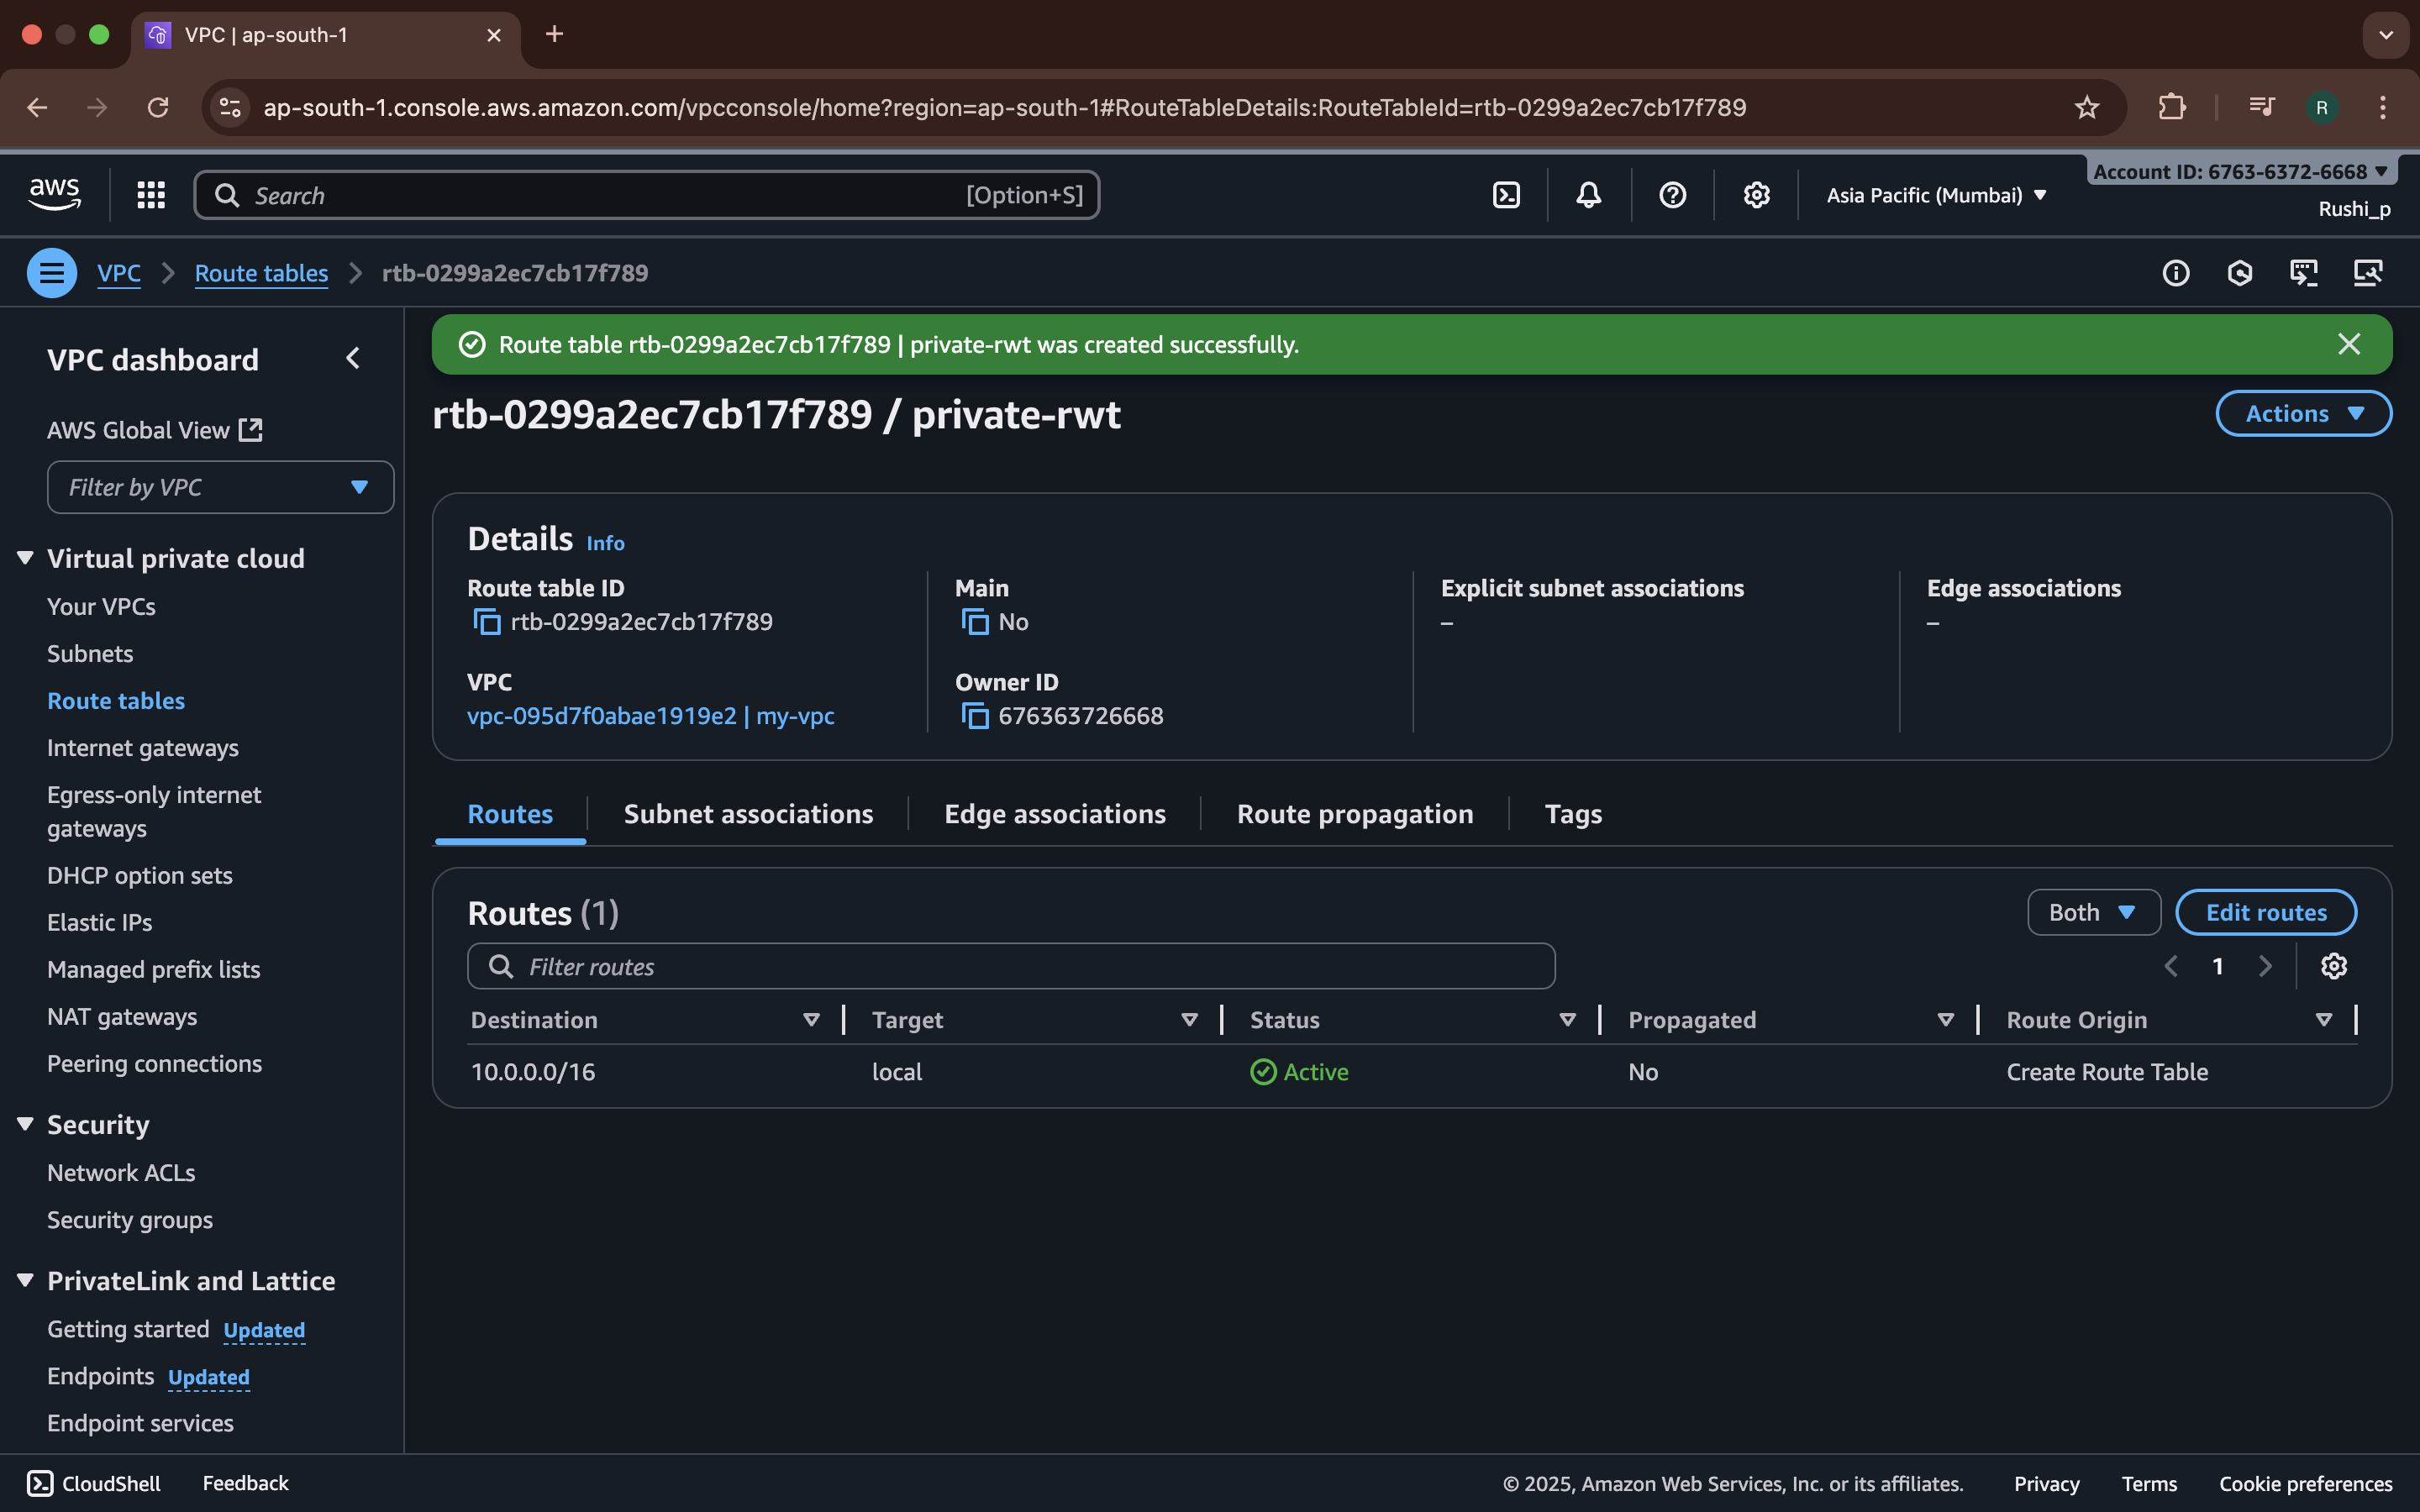 VPC | ap-south-1
ap-south-1.console.aws.amazon.com/vpcconsole/home?region=ap-south-1#RouteTableDetails:RouteTableId=rtb-0299a2ec7cb17f789
R
aws
Search
[Option+S]
Asia Pacific (Mumbai)
Account ID: 6763-6372-6668
Rushi_p
VPC
Route tables
rtb-0299a2ec7cb17f789
VPC dashboard
AWS Global View
Filter by VPC
Virtual private cloud
Your VPCs
Subnets
Route tables
Internet gateways
Egress-only internet
gateways
DHCP option sets
Elastic IPs
Managed prefix lists
NAT gateways
Peering connections
Security
Network ACLs
Security groups
PrivateLink and Lattice
Getting started Updated
Endpoints Updated
Endpoint services
Route table rtb-0299a2ec7cb17f789 | private-rwt was created successfully.
rtb-0299a2ec7cb17f789 / private-rwt
Actions
Details Info
Route table ID
rtb-0299a2ec7cb17f789
Main
No
Explicit subnet associations
–
Edge associations
–
VPC
vpc-095d7f0abae1919e2 | my-vpc
Owner ID
676363726668
Routes
Subnet associations
Edge associations
Route propagation
Tags
Routes (1)
Both
Edit routes
Filter routes
1
Destination
Target
Status
Propagated
Route Origin
10.0.0.0/16
local
Active
No
Create Route Table
CloudShell
Feedback
© 2025, Amazon Web Services, Inc. or its affiliates.
Privacy
Terms
Cookie preferences